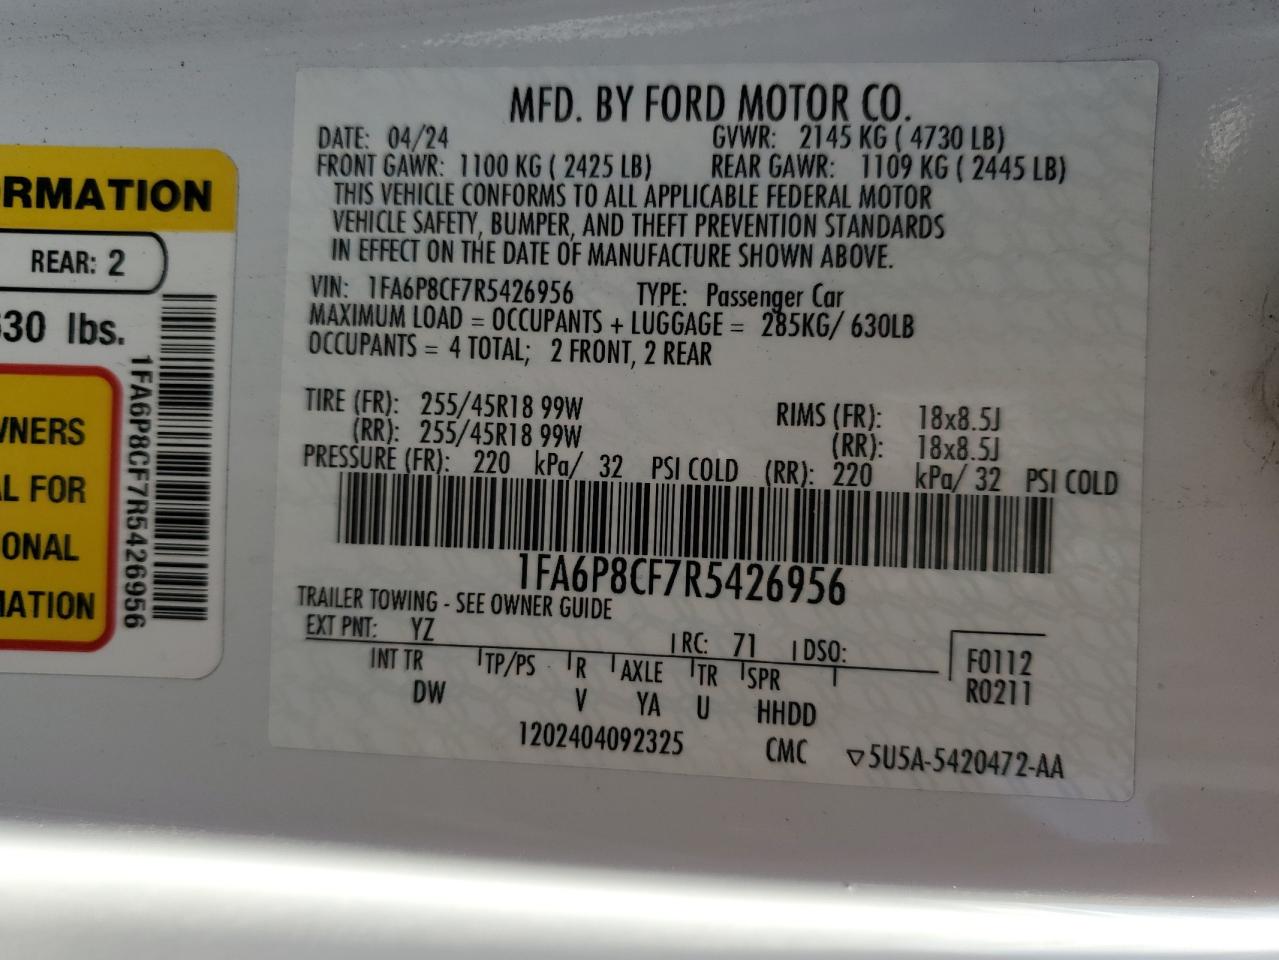 RMATION
REAR: 2
30 lbs.
WNERS
L FOR
ONAL
MATION
1FA6P8CF7R5426956
MFD. BY FORD MOTOR CO.
DATE: 04/24 GVWR: 2145 KG ( 4730 LB)
FRONT GAWR: 1100 KG ( 2425 LB) REAR GAWR: 1109 KG ( 2445 LB)
THIS VEHICLE CONFORMS TO ALL APPLICABLE FEDERAL MOTOR
VEHICLE SAFETY, BUMPER, AND THEFT PREVENTION STANDARDS
IN EFFECT ON THE DATE OF MANUFACTURE SHOWN ABOVE.
VIN: 1FA6P8CF7R5426956 TYPE: Passenger Car
MAXIMUM LOAD = OCCUPANTS + LUGGAGE = 285KG/ 630LB
OCCUPANTS = 4 TOTAL; 2 FRONT, 2 REAR
TIRE (FR): 255/45R18 99W RIMS (FR): 18x8.5J
(RR): 255/45R18 99W (RR): 18x8.5J
PRESSURE (FR): 220 kPa/ 32 PSI COLD (RR): 220 kPa/ 32 PSI COLD
1FA6P8CF7R5426956
TRAILER TOWING - SEE OWNER GUIDE
EXT PNT: YZ RC: 71 DSO: F0112
INT TR TP/PS R AXLE TR SPR R0211
DW V YA U HHDD
1202404092325 CMC ▽5U5A-5420472-AA